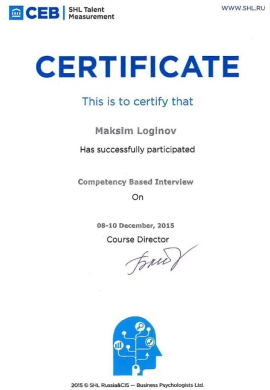 CEB SHL Talent Measurement
WWW.SHL.RU
CERTIFICATE
This is to certify that
Maksim Loginov
Has successfully participated
Competency Based Interview
On
08-10 December, 2015
Course Director
2015 © SHL Russia&CIS — Business Psychologists Ltd.